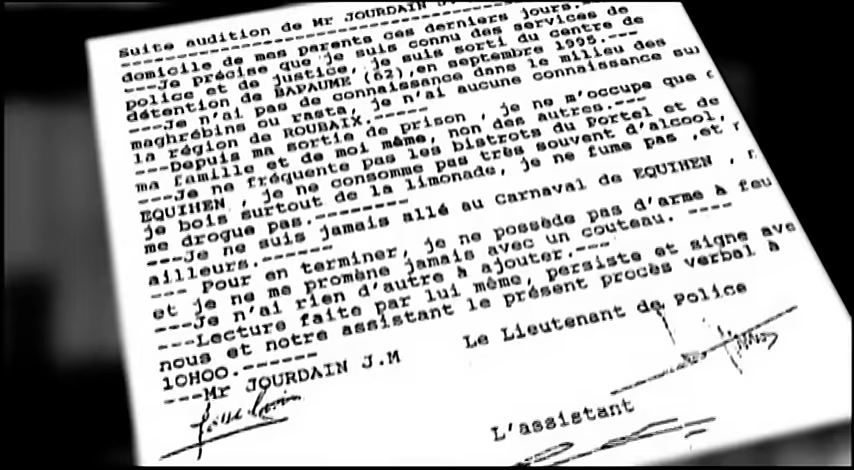 Suite audition de Mr JOURDAIN J.
domicile de mes parents ces derniers jours.
---Je précise que je suis connu des services de
police et de justice, je suis sorti du centre de
détention de BAPAUME (62),en septembre 1995.---
---Je n'ai pas de connaissance dans le milieu des
maghrébins ou rasta, je n'ai aucune connaissance su
la région de ROUBAIX.-----
---Depuis ma sortie de prison , je ne m'occupe que
ma famille et de moi même, non des autres.---
---Je ne fréquente pas les bistrots du Portel et de
EQUIHEN , je ne consomme pas très souvent d'alcool,
je bois surtout de la limonade, je ne fume pas ,et
me drogue pas.--------
---Je ne suis jamais allé au Carnaval de EQUIHEN ,
ailleurs.------
--- Pour en terminer, je ne possède pas d'arme à feu
et je ne me promène jamais avec un couteau. ----
---Je n'ai rien d'autre à ajouter.---
---Lecture faite par lui même, persiste et signe ave
nous et notre assistant le présent procès verbal à
10H00.------
---Mr JOURDAIN J.M
Le Lieutenant de Police
L'assistant